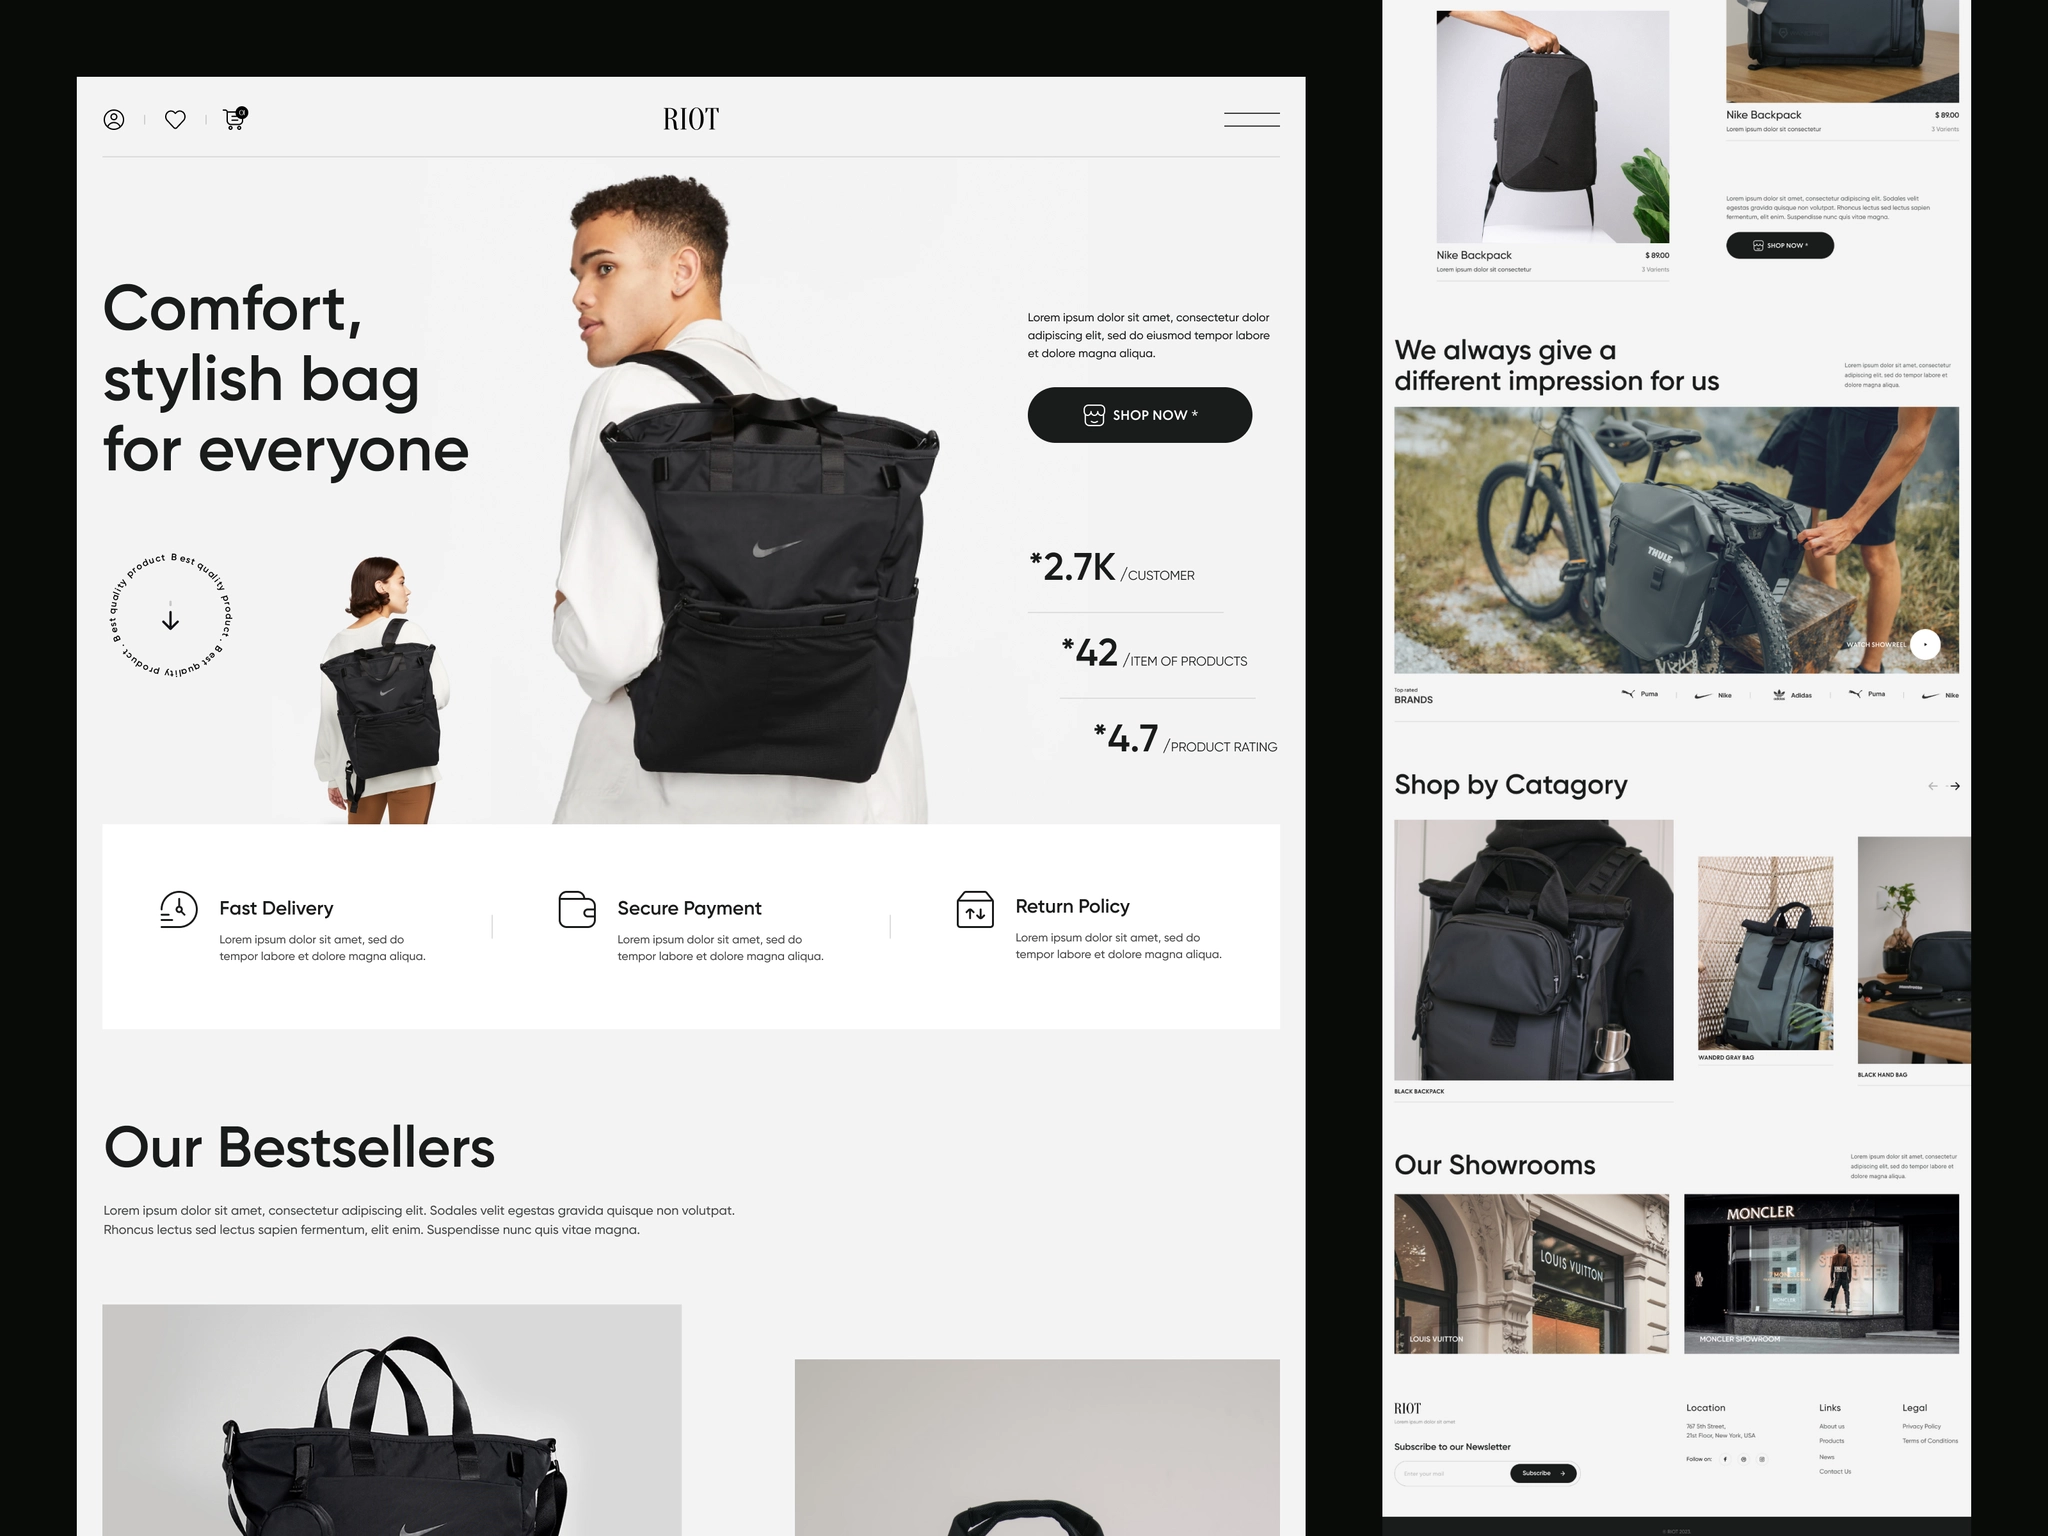 RIOT
Comfort,
stylish bag
for everyone
Lorem ipsum dolor sit amet, consectetur dolor
adipiscing elit, sed do eiusmod tempor labore
et dolore magna aliqua.
SHOP NOW *
Best quality product . Best quality product . Best quality product
*2.7K /CUSTOMER
*42 /ITEM OF PRODUCTS
*4.7 /PRODUCT RATING
Fast Delivery
Lorem ipsum dolor sit amet, sed do
tempor labore et dolore magna aliqua.
Secure Payment
Lorem ipsum dolor sit amet, sed do
tempor labore et dolore magna aliqua.
Return Policy
Lorem ipsum dolor sit amet, sed do
tempor labore et dolore magna aliqua.
Our Bestsellers
Lorem ipsum dolor sit amet, consectetur adipiscing elit. Sodales velit egestas gravida quisque non volutpat.
Rhoncus lectus sed lectus sapien fermentum, elit enim. Suspendisse nunc quis vitae magna.
Nike Backpack $ 89.00
Lorem ipsum dolor sit consectetur 3 Varients
Nike Backpack $ 89.00
Lorem ipsum dolor sit consectetur 3 Varients
Lorem ipsum dolor sit amet, consectetur adipiscing elit. Sodales velit
egestas gravida quisque non volutpat. Rhoncus lectus sed lectus sapien
fermentum, elit enim. Suspendisse nunc quis vitae magna.
SHOP NOW *
We always give a
different impression for us
Lorem ipsum dolor sit amet, consectetur
adipiscing elit, sed do tempor labore et
dolore magna aliqua.
THULE
WATCH SHOWREEL
Top rated
BRANDS
Puma
Nike
Adidas
Puma
Nike
Shop by Catagory
BLACK BACKPACK
WANDRD GRAY BAG
BLACK HAND BAG
Our Showrooms
Lorem ipsum dolor sit amet, consectetur
adipiscing elit, sed do tempor labore et
dolore magna aliqua.
LOUIS VUITTON
LOUIS VUITTON
MONCLER
MONCLER SHOWROOM
RIOT
Lorem ipsum dolor sit amet
Subscribe to our Newsletter
Enter your mail
Subscribe
Location
767 5th Street,
21st Floor, New York, USA
Follow on:
Links
About us
Products
News
Contact Us
Legal
Privacy Policy
Terms of Conditions
© RIOT 2023